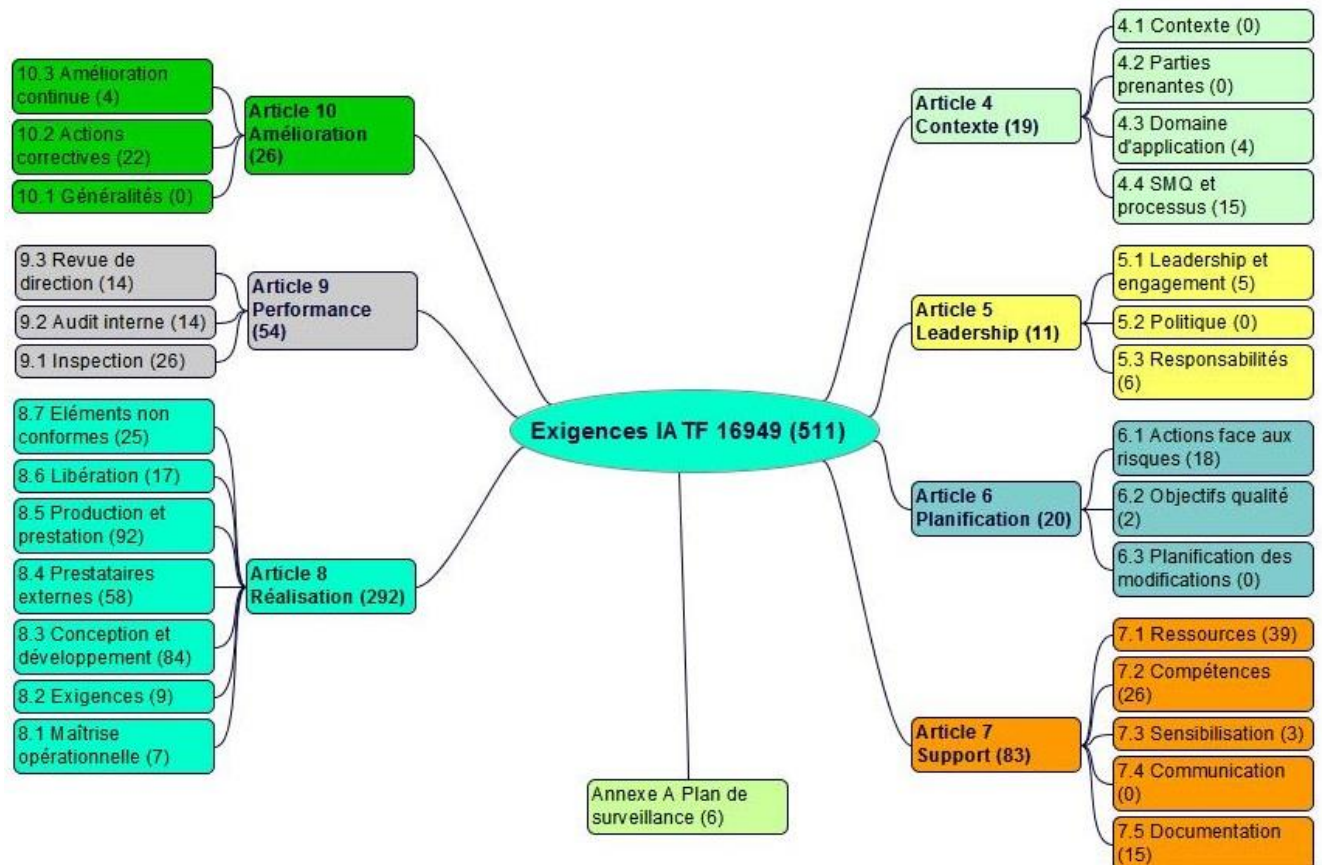 Exigences IATF 16949 (511)
Article 4
Contexte (19)
4.1 Contexte (0)
4.2 Parties
prenantes (0)
4.3 Domaine
d'application (4)
4.4 SMQ et
processus (15)
Article 5
Leadership (11)
5.1 Leadership et
engagement (5)
5.2 Politique (0)
5.3 Responsabilités
(6)
Article 6
Planification (20)
6.1 Actions face aux
risques (18)
6.2 Objectifs qualité
(2)
6.3 Planification des
modifications (0)
Article 7
Support (83)
7.1 Ressources (39)
7.2 Compétences
(26)
7.3 Sensibilisation (3)
7.4 Communication
(0)
7.5 Documentation
(15)
Annexe A Plan de
surveillance (6)
Article 8
Réalisation (292)
8.7 Eléments non
conformes (25)
8.6 Libération (17)
8.5 Production et
prestation (92)
8.4 Prestataires
externes (58)
8.3 Conception et
développement (84)
8.2 Exigences (9)
8.1 Maîtrise
opérationnelle (7)
Article 9
Performance
(54)
9.3 Revue de
direction (14)
9.2 Audit interne (14)
9.1 Inspection (26)
Article 10
Amélioration
(26)
10.3 Amélioration
continue (4)
10.2 Actions
correctives (22)
10.1 Généralités (0)